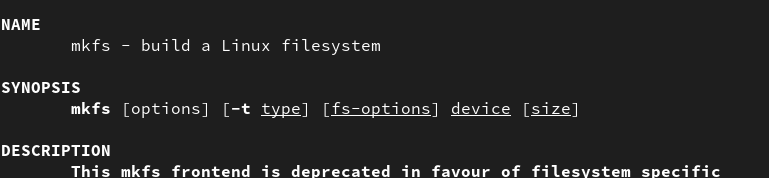 NAME
mkfs - build a Linux filesystem
SYNOPSIS
mkfs [options] [-t type] [fs-options] device [size]
DESCRIPTION
This mkfs frontend is deprecated in favour of filesystem specific